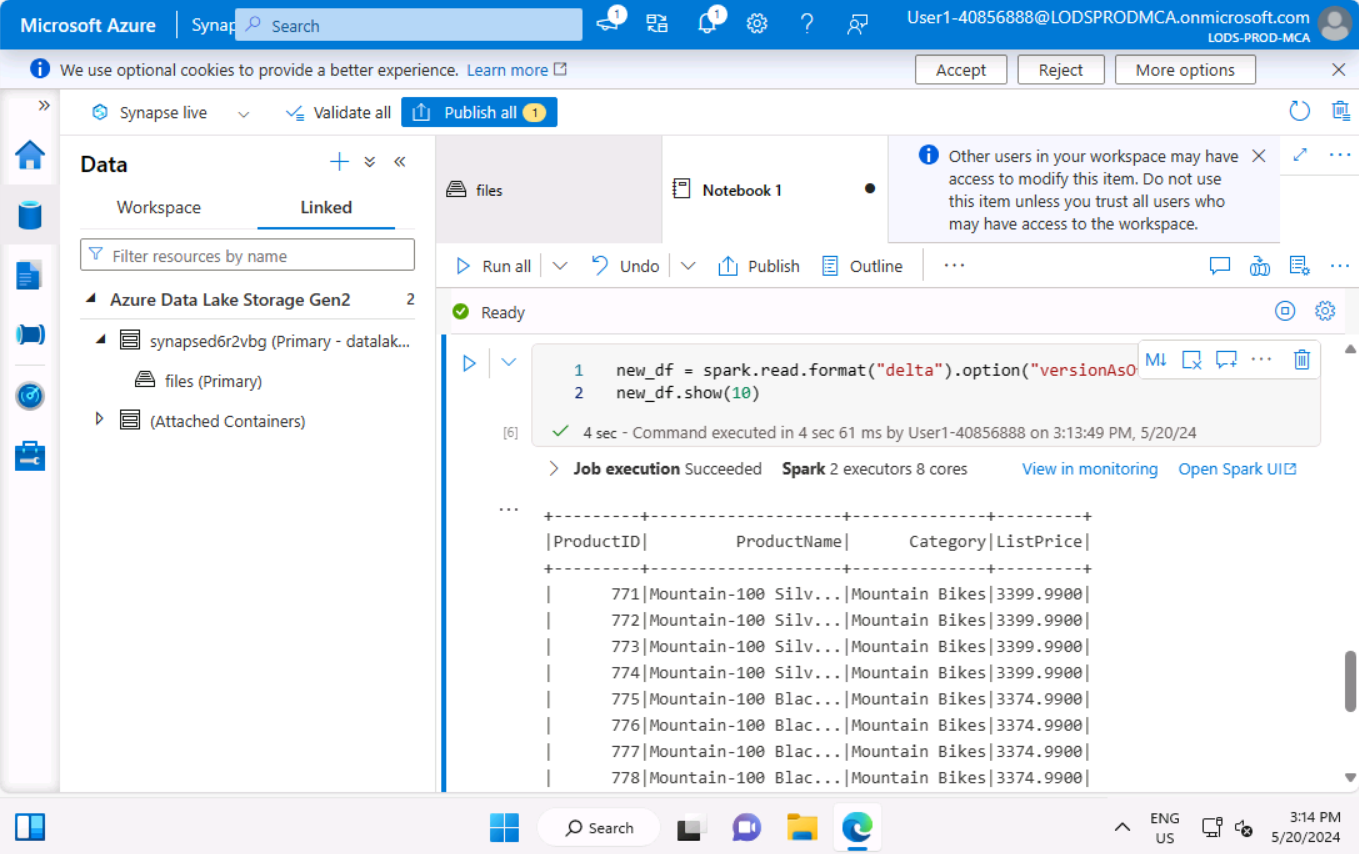 Microsoft Azure
Synap
Search
1
1
User1-40856888@LODSPRODMCA.onmicrosoft.com
LODS-PROD-MCA
We use optional cookies to provide a better experience. Learn more
Accept
Reject
More options
Synapse live
Validate all
Publish all 1
Data
Workspace
Linked
Filter resources by name
Azure Data Lake Storage Gen2 2
synapsed6r2vbg (Primary - datalak...
files (Primary)
(Attached Containers)
files
Notebook 1
Other users in your workspace may have
access to modify this item. Do not use
this item unless you trust all users who
may have access to the workspace.
Run all
Undo
Publish
Outline
Ready
1 new_df = spark.read.format("delta").option("versionAsO
2 new_df.show(10)
M↓
[6]
4 sec - Command executed in 4 sec 61 ms by User1-40856888 on 3:13:49 PM, 5/20/24
Job execution Succeeded Spark 2 executors 8 cores View in monitoring Open Spark UI
...
+---------+--------------------+--------------+---------+
|ProductID|         ProductName|      Category|ListPrice|
+---------+--------------------+--------------+---------+
|      771|Mountain-100 Silv...|Mountain Bikes|3399.9900|
|      772|Mountain-100 Silv...|Mountain Bikes|3399.9900|
|      773|Mountain-100 Silv...|Mountain Bikes|3399.9900|
|      774|Mountain-100 Silv...|Mountain Bikes|3399.9900|
|      775|Mountain-100 Blac...|Mountain Bikes|3374.9900|
|      776|Mountain-100 Blac...|Mountain Bikes|3374.9900|
|      777|Mountain-100 Blac...|Mountain Bikes|3374.9900|
|      778|Mountain-100 Blac...|Mountain Bikes|3374.9900|
Search
ENG
US
3:14 PM
5/20/2024